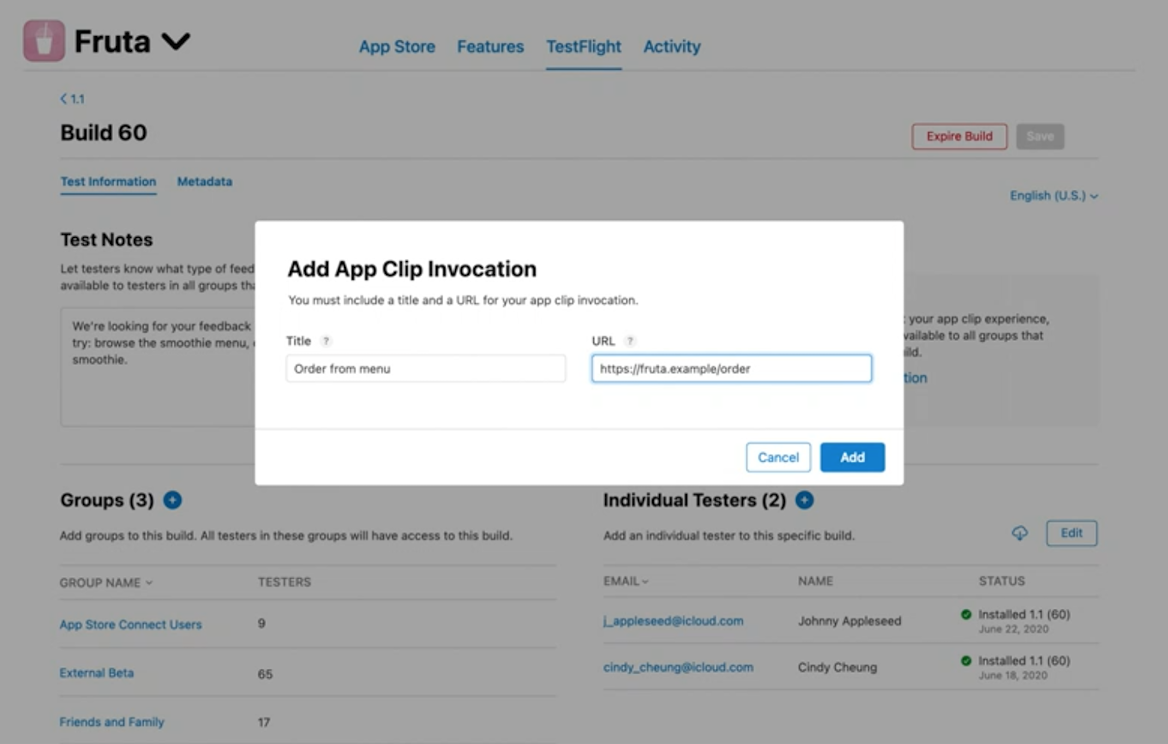 Fruta
App Store Features TestFlight Activity
1.1
Build 60
Expire Build Save
Test Information Metadata
English (U.S.)
Test Notes
Let testers know what type of feed
available to testers in all groups tha
We're looking for your feedback
try: browse the smoothie menu,
smoothie.
your app clip experience,
vailable to all groups that
ild.
tion
Add App Clip Invocation
You must include a title and a URL for your app clip invocation.
Title ? URL ?
Order from menu https://fruta.example/order
Cancel Add
Groups (3) +
Add groups to this build. All testers in these groups will have access to this build.
GROUP NAME TESTERS
App Store Connect Users 9
External Beta 65
Friends and Family 17
Individual Testers (2) +
Add an individual tester to this specific build.
Edit
EMAIL NAME STATUS
j_appleseed@icloud.com Johnny Appleseed Installed 1.1 (60)
June 22, 2020
cindy_cheung@icloud.com Cindy Cheung Installed 1.1 (60)
June 18, 2020